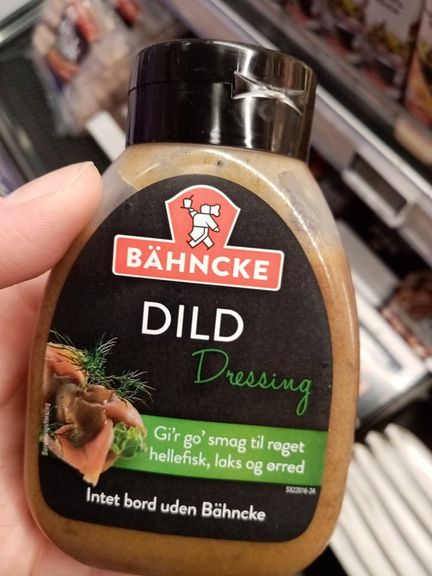 BÄHNCKE
DILD
Dressing
Gi'r go' smag til røget
hellefisk, laks og ørred
Intet bord uden Bähncke